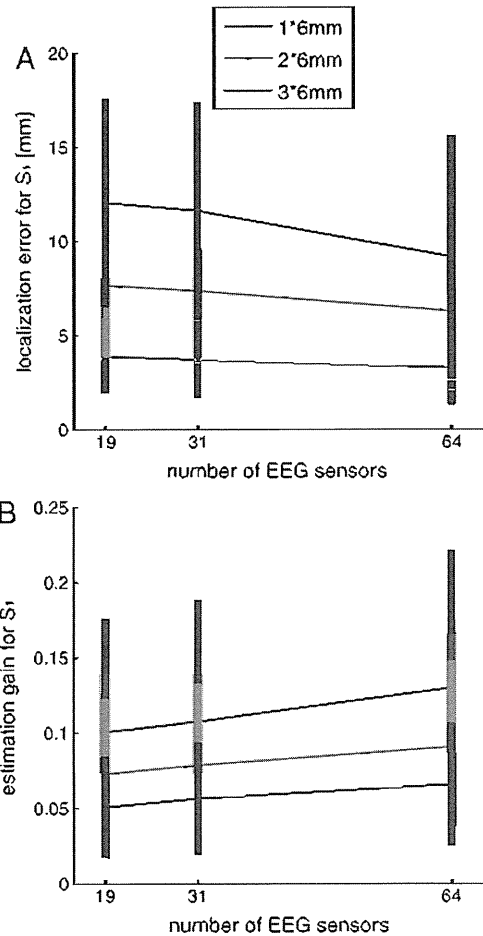 1*6mm
2*6mm
3*6mm
A
localization error for S₁ [mm]
20
15
10
5
0
19
31
64
number of EEG sensors
B
estimation gain for S₁
0.25
0.2
0.15
0.1
0.05
0
19
31
64
number of EEG sensors